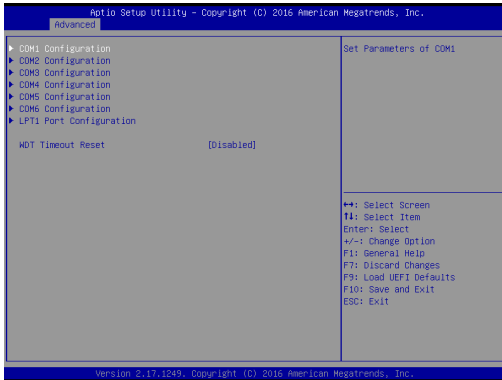 Aptio Setup Utility – Copyright (C) 2016 American Megatrends, Inc.
Advanced
COM1 Configuration
COM2 Configuration
COM3 Configuration
COM4 Configuration
COM5 Configuration
COM6 Configuration
LPT1 Port Configuration
WDT Timeout Reset [Disabled]
Set Parameters of COM1
↔: Select Screen
↑↓: Select Item
Enter: Select
+/-: Change Option
F1: General Help
F7: Discard Changes
F9: Load UEFI Defaults
F10: Save and Exit
ESC: Exit
Version 2.17.1249. Copyright (C) 2016 American Megatrends, Inc.